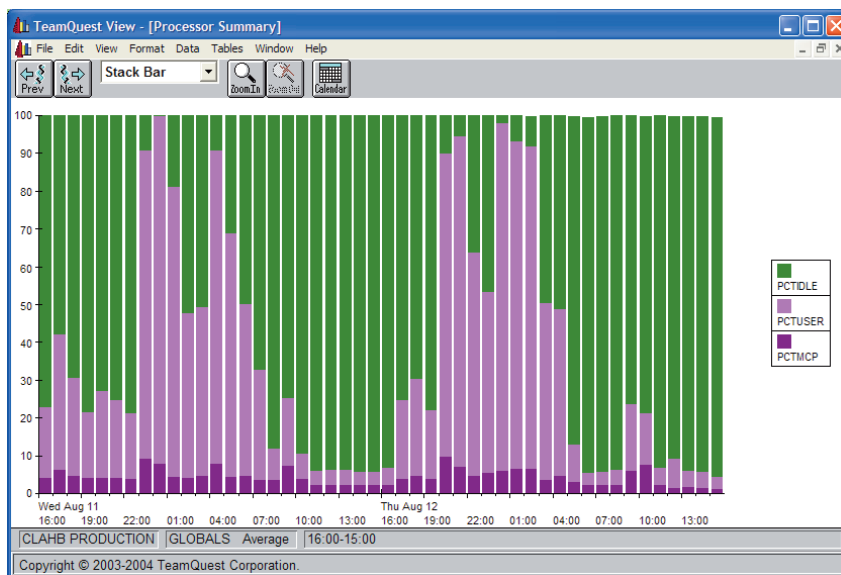 TeamQuest View - [Processor Summary]
File Edit View Format Data Tables Window Help
Prev Next Stack Bar ZoomIn ZoomOut Calendar
100
90
80
70
60
50
40
30
20
10
0
PCTIDLE
PCTUSER
PCTMCP
Wed Aug 11 Thu Aug 12
16:00 19:00 22:00 01:00 04:00 07:00 10:00 13:00 16:00 19:00 22:00 01:00 04:00 07:00 10:00 13:00
CLAHB PRODUCTION GLOBALS Average 16:00-15:00
Copyright © 2003-2004 TeamQuest Corporation.